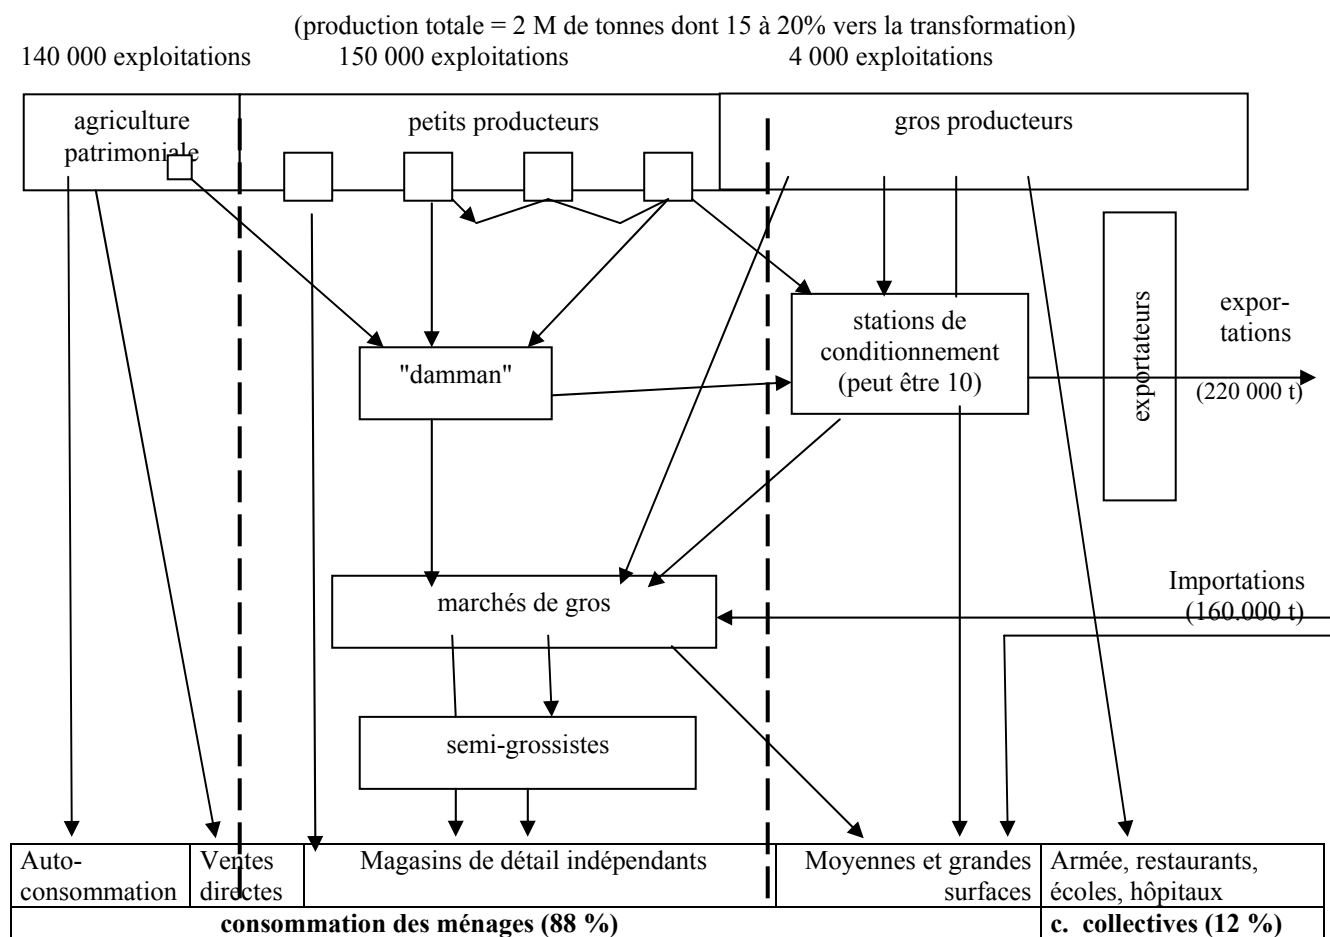 (production totale = 2 M de tonnes dont 15 à 20% vers la transformation)
140 000 exploitations
150 000 exploitations
4 000 exploitations
agriculture
patrimoniale
petits producteurs
gros producteurs
"damman"
stations de
conditionnement
(peut être 10)
exportateurs
expor-
tations
(220 000 t)
marchés de gros
Importations
(160.000 t)
semi-grossistes
Auto-
consommation
Ventes
directes
Magasins de détail indépendants
Moyennes et grandes
surfaces
Armée, restaurants,
écoles, hôpitaux
consommation des ménages (88 %)
c. collectives (12 %)